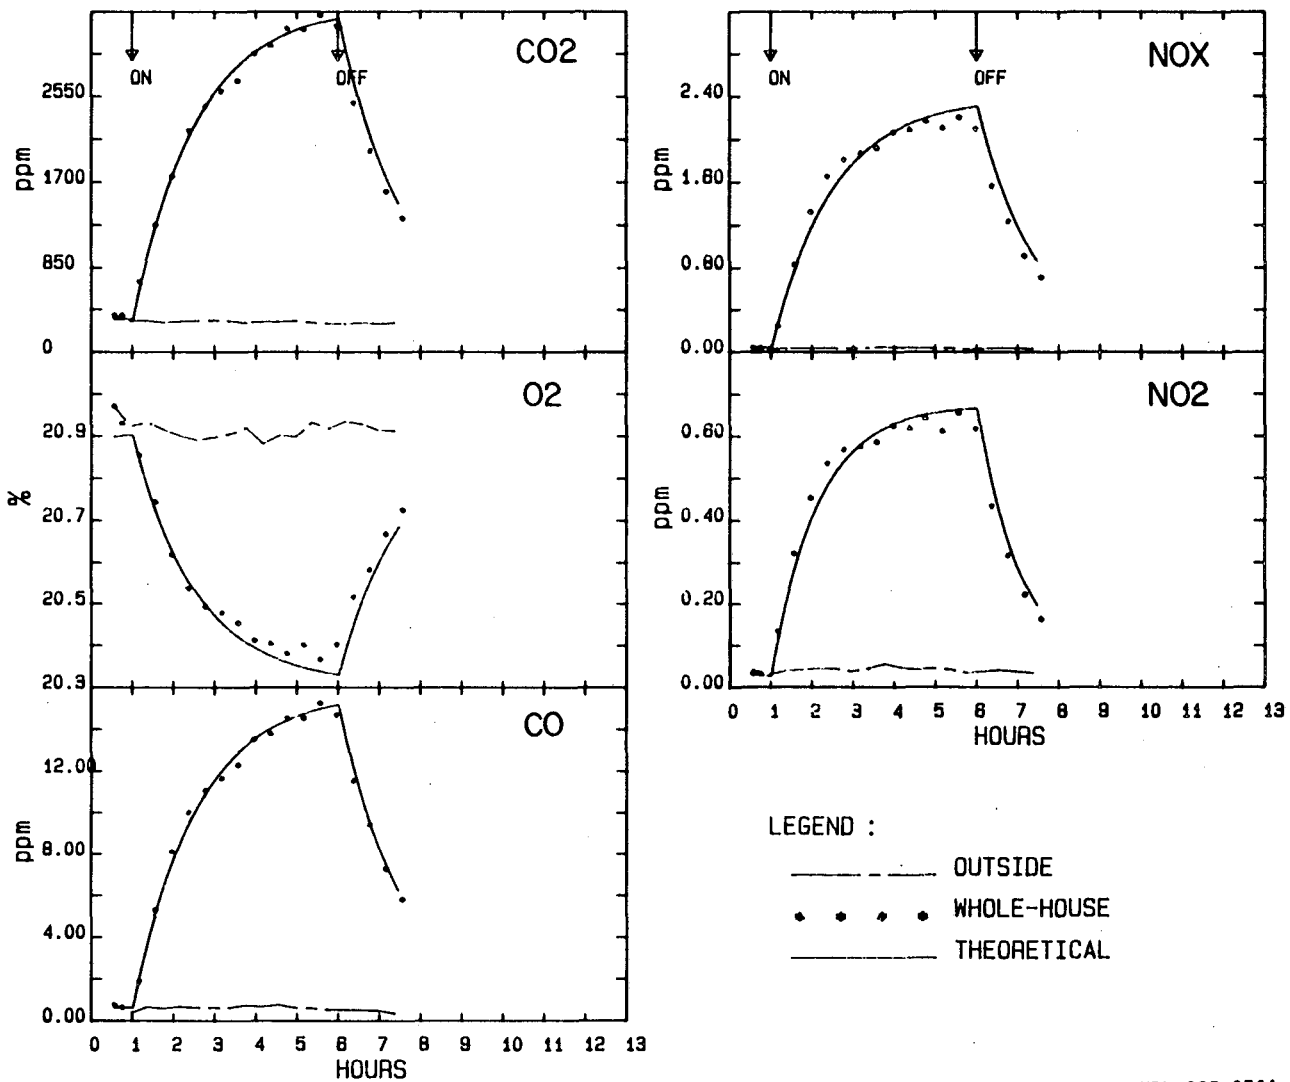 CO2
ON
OFF
2550
1700
850
0
ppm
O2
20.9
20.7
20.5
20.3
%
CO
12.00
8.00
4.00
0.00
ppm
0 1 2 3 4 5 6 7 8 9 10 11 12 13
HOURS
NOX
ON
OFF
2.40
1.60
0.80
0.00
ppm
NO2
0.60
0.40
0.20
0.00
ppm
0 1 2 3 4 5 6 7 8 9 10 11 12 13
HOURS
LEGEND :
OUTSIDE
WHOLE-HOUSE
THEORETICAL